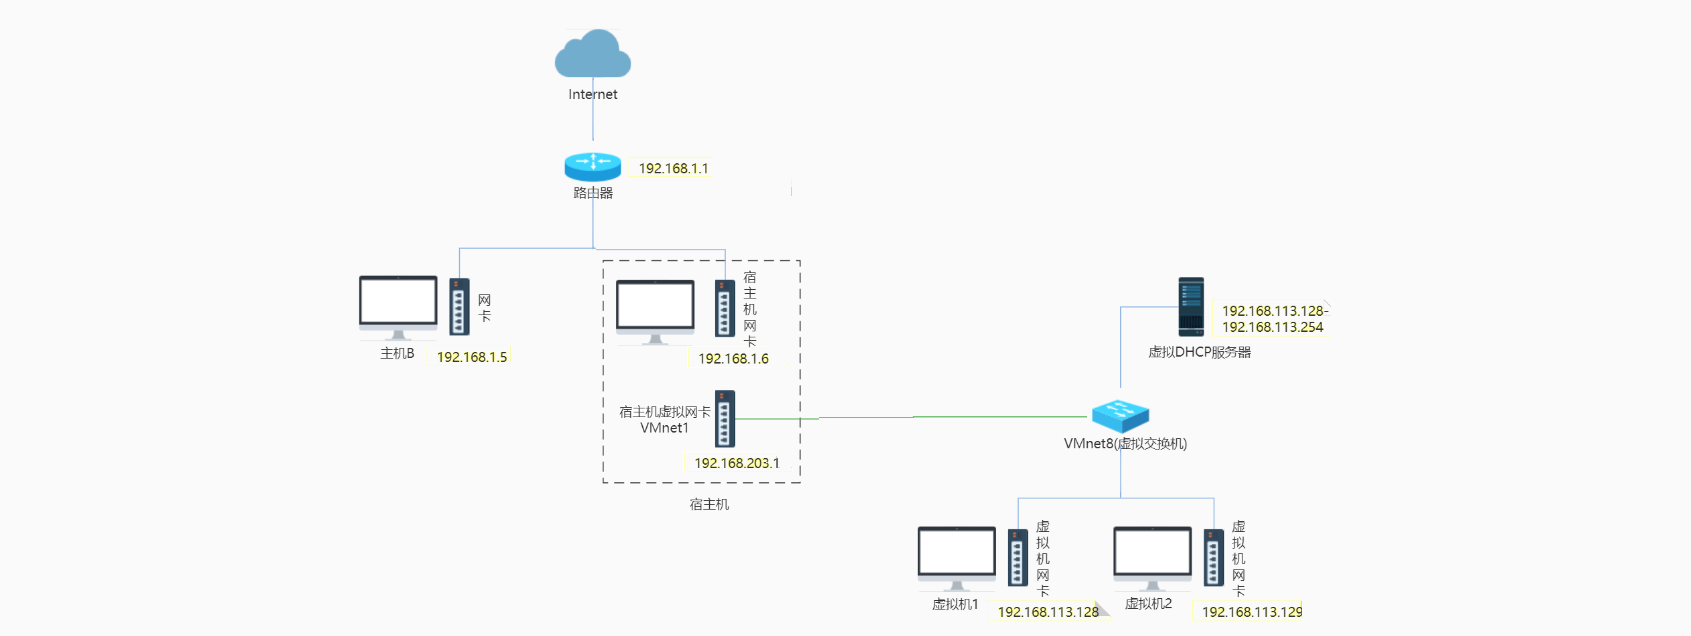 Internet
192.168.1.1
路由器
网
卡
主机B
192.168.1.5
宿
主
机
网
卡
192.168.1.6
宿主机虚拟网卡
VMnet1
192.168.203.1
宿主机
192.168.113.128-
192.168.113.254
虚拟DHCP服务器
VMnet8(虚拟交换机)
虚
拟
机
网
卡
虚拟机1
192.168.113.128
虚
拟
机
网
卡
虚拟机2
192.168.113.129